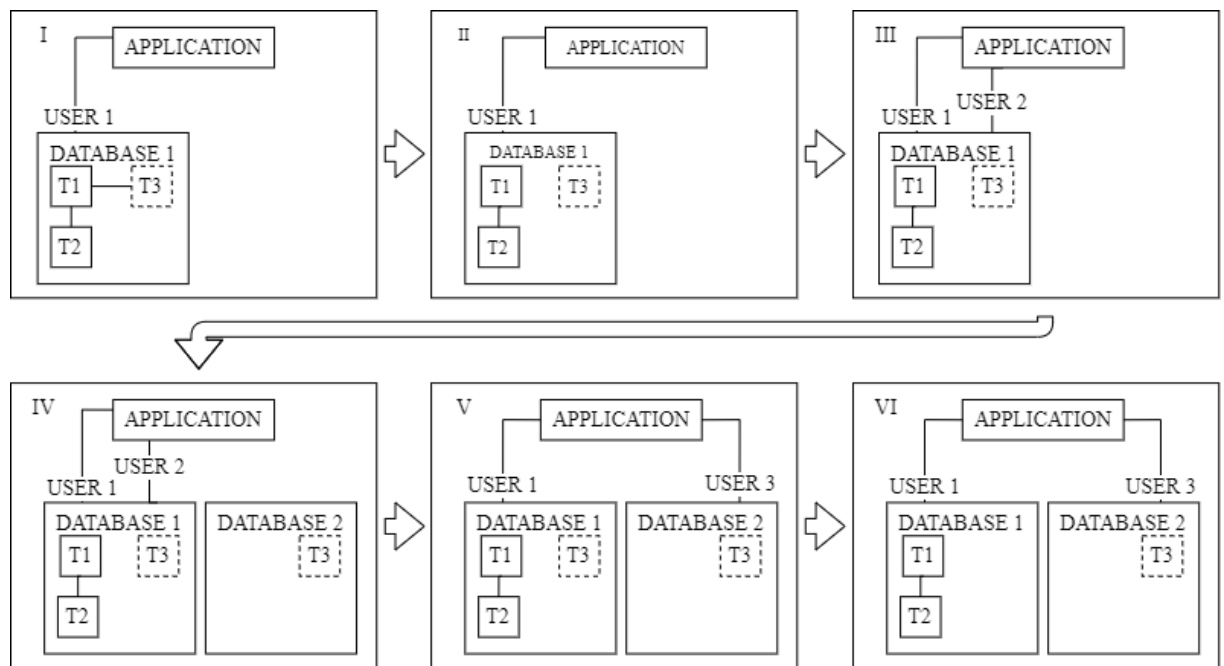 I
APPLICATION
USER 1
DATABASE 1
T1 T3
T2
II
APPLICATION
USER 1
DATABASE 1
T1 T3
T2
III
APPLICATION
USER 2
USER 1
DATABASE 1
T1 T3
T2
IV
APPLICATION
USER 2
USER 1
DATABASE 1
T1 T3
T2
DATABASE 2
T3
V
APPLICATION
USER 1
USER 3
DATABASE 1
T1 T3
T2
DATABASE 2
T3
VI
APPLICATION
USER 1
USER 3
DATABASE 1
T1
T2
DATABASE 2
T3